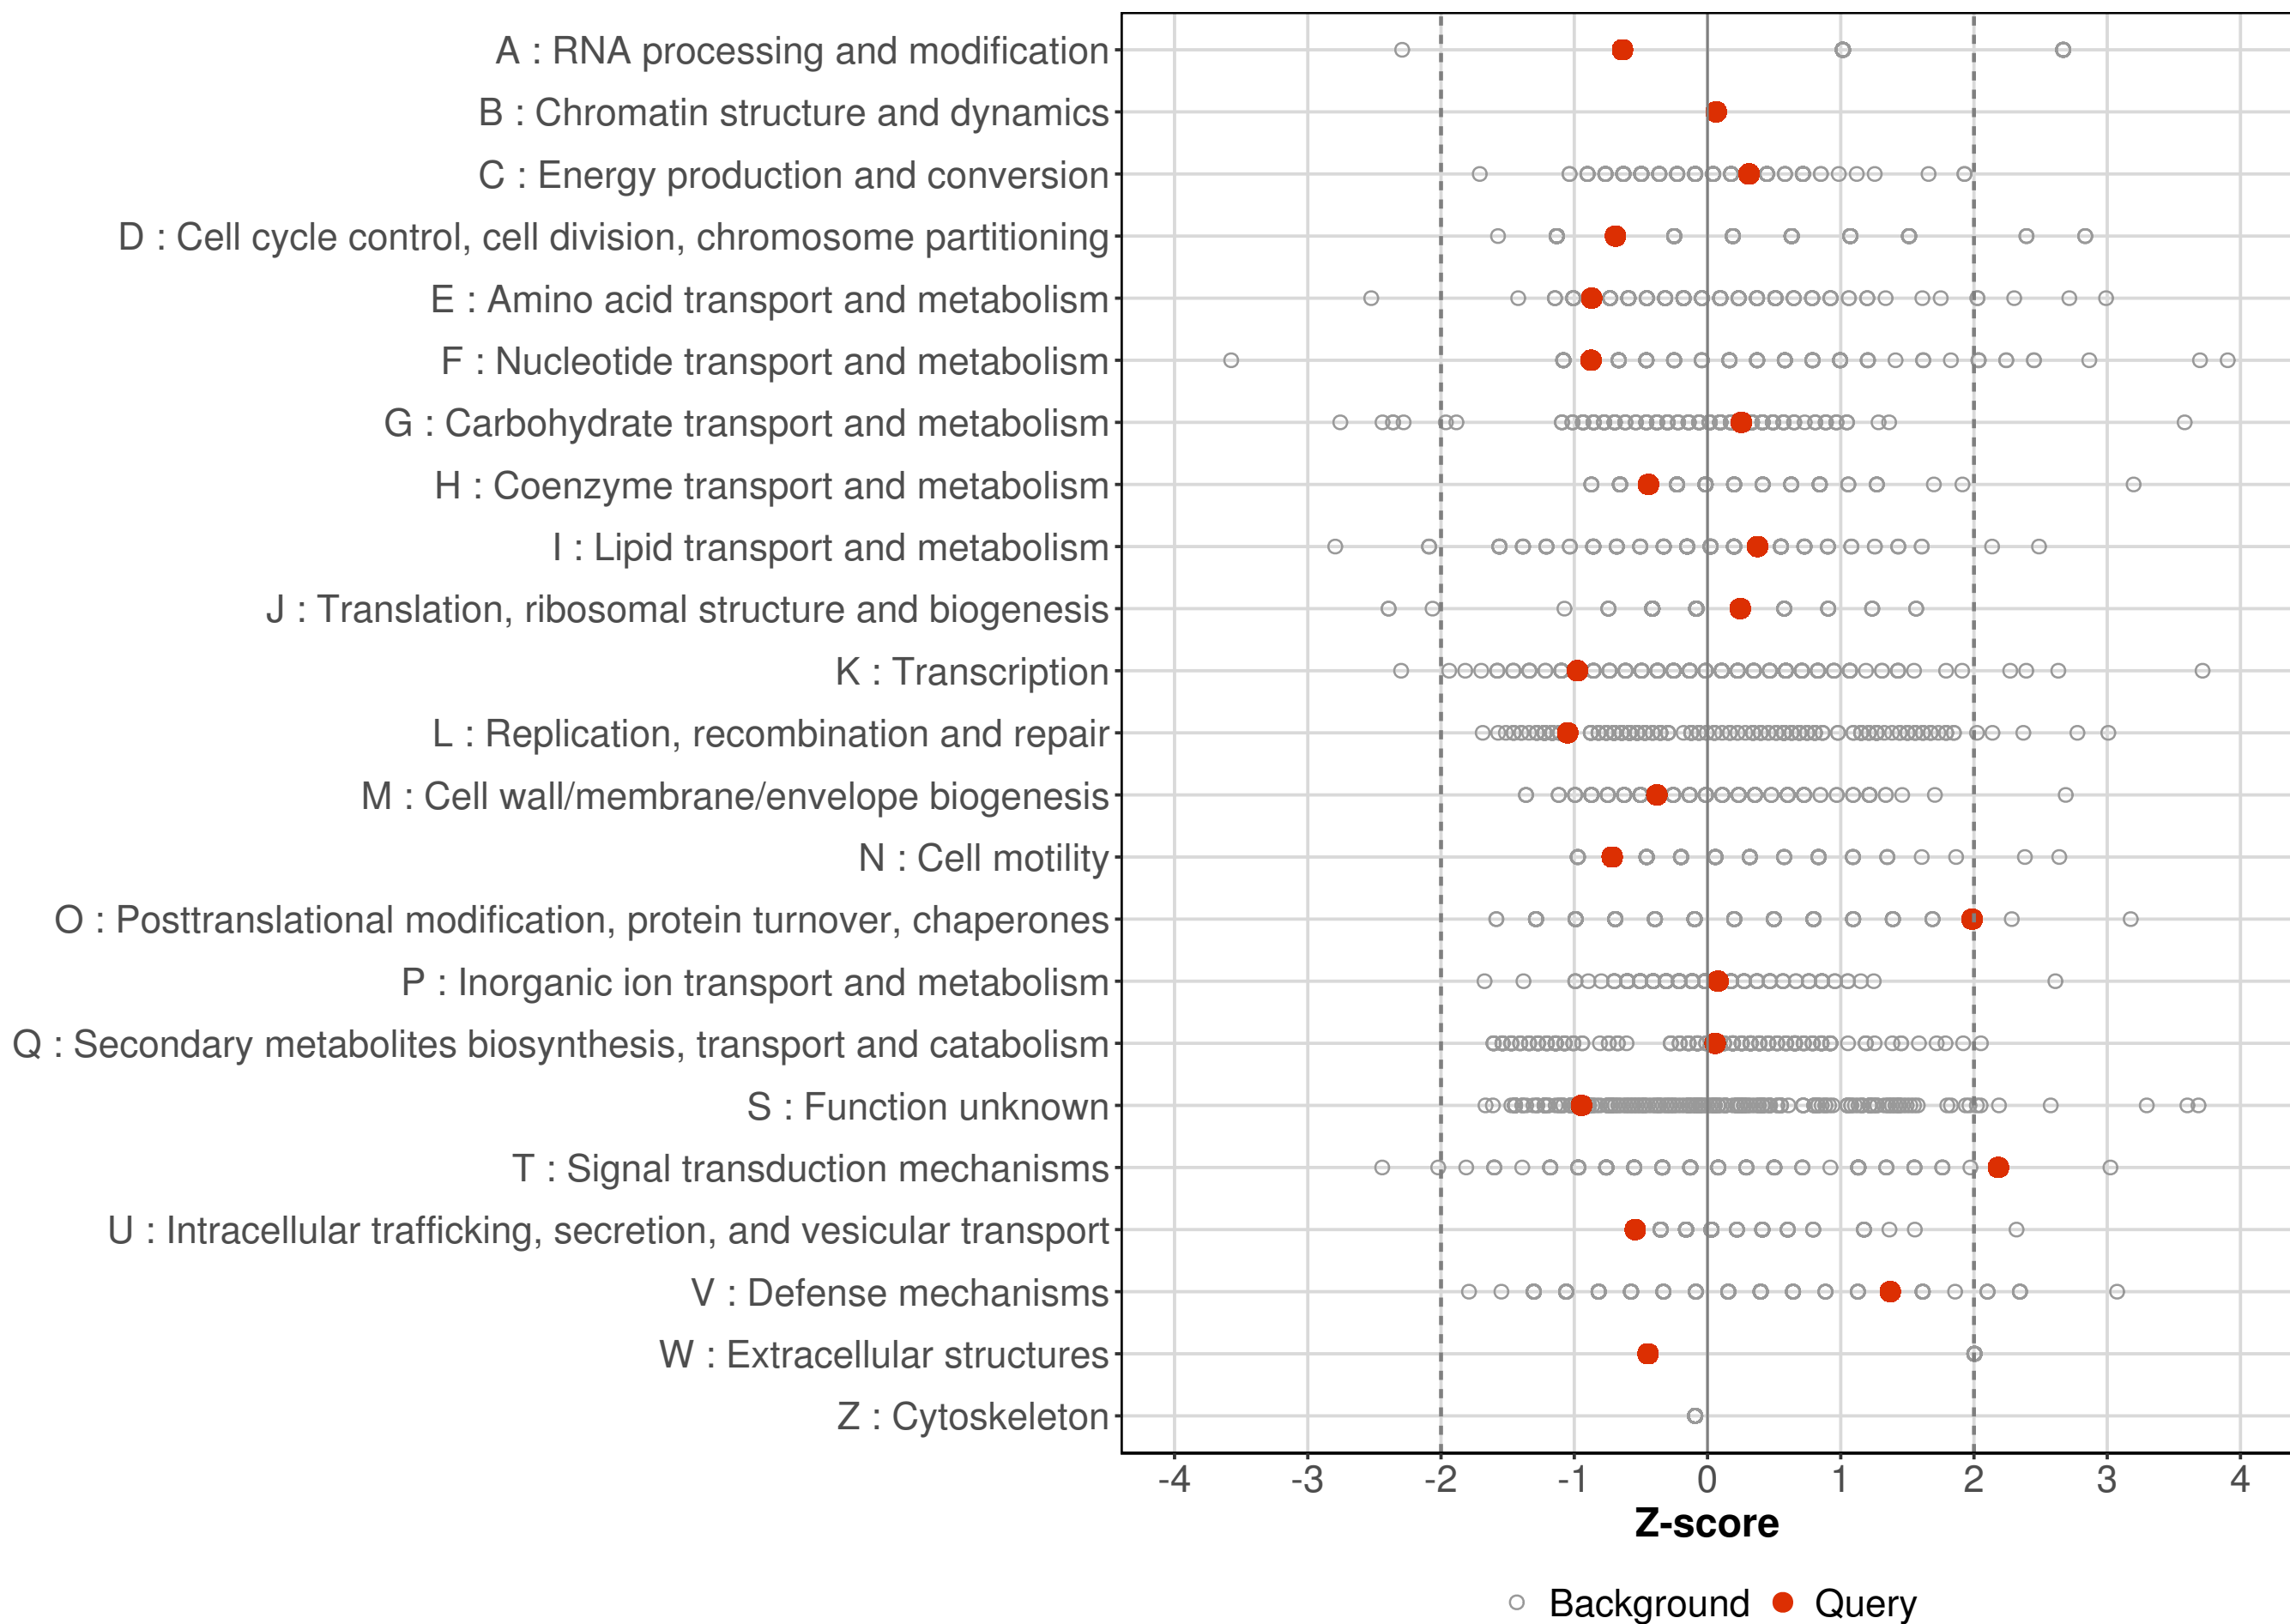 A : RNA processing and modification
B : Chromatin structure and dynamics
C : Energy production and conversion
D : Cell cycle control, cell division, chromosome partitioning
E : Amino acid transport and metabolism
F : Nucleotide transport and metabolism
G : Carbohydrate transport and metabolism
H : Coenzyme transport and metabolism
I : Lipid transport and metabolism
J : Translation, ribosomal structure and biogenesis
K : Transcription
L : Replication, recombination and repair
M : Cell wall/membrane/envelope biogenesis
N : Cell motility
O : Posttranslational modification, protein turnover, chaperones
P : Inorganic ion transport and metabolism
Q : Secondary metabolites biosynthesis, transport and catabolism
S : Function unknown
T : Signal transduction mechanisms
U : Intracellular trafficking, secretion, and vesicular transport
V : Defense mechanisms
W : Extracellular structures
Z : Cytoskeleton
-4 -3 -2 -1 0 1 2 3 4
Z-score
Background Query